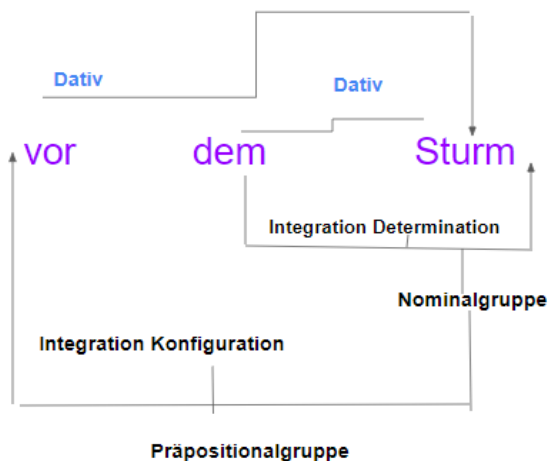 Dativ
Dativ
vor dem Sturm
Integration Determination
Nominalgruppe
Integration Konfiguration
Präpositionalgruppe